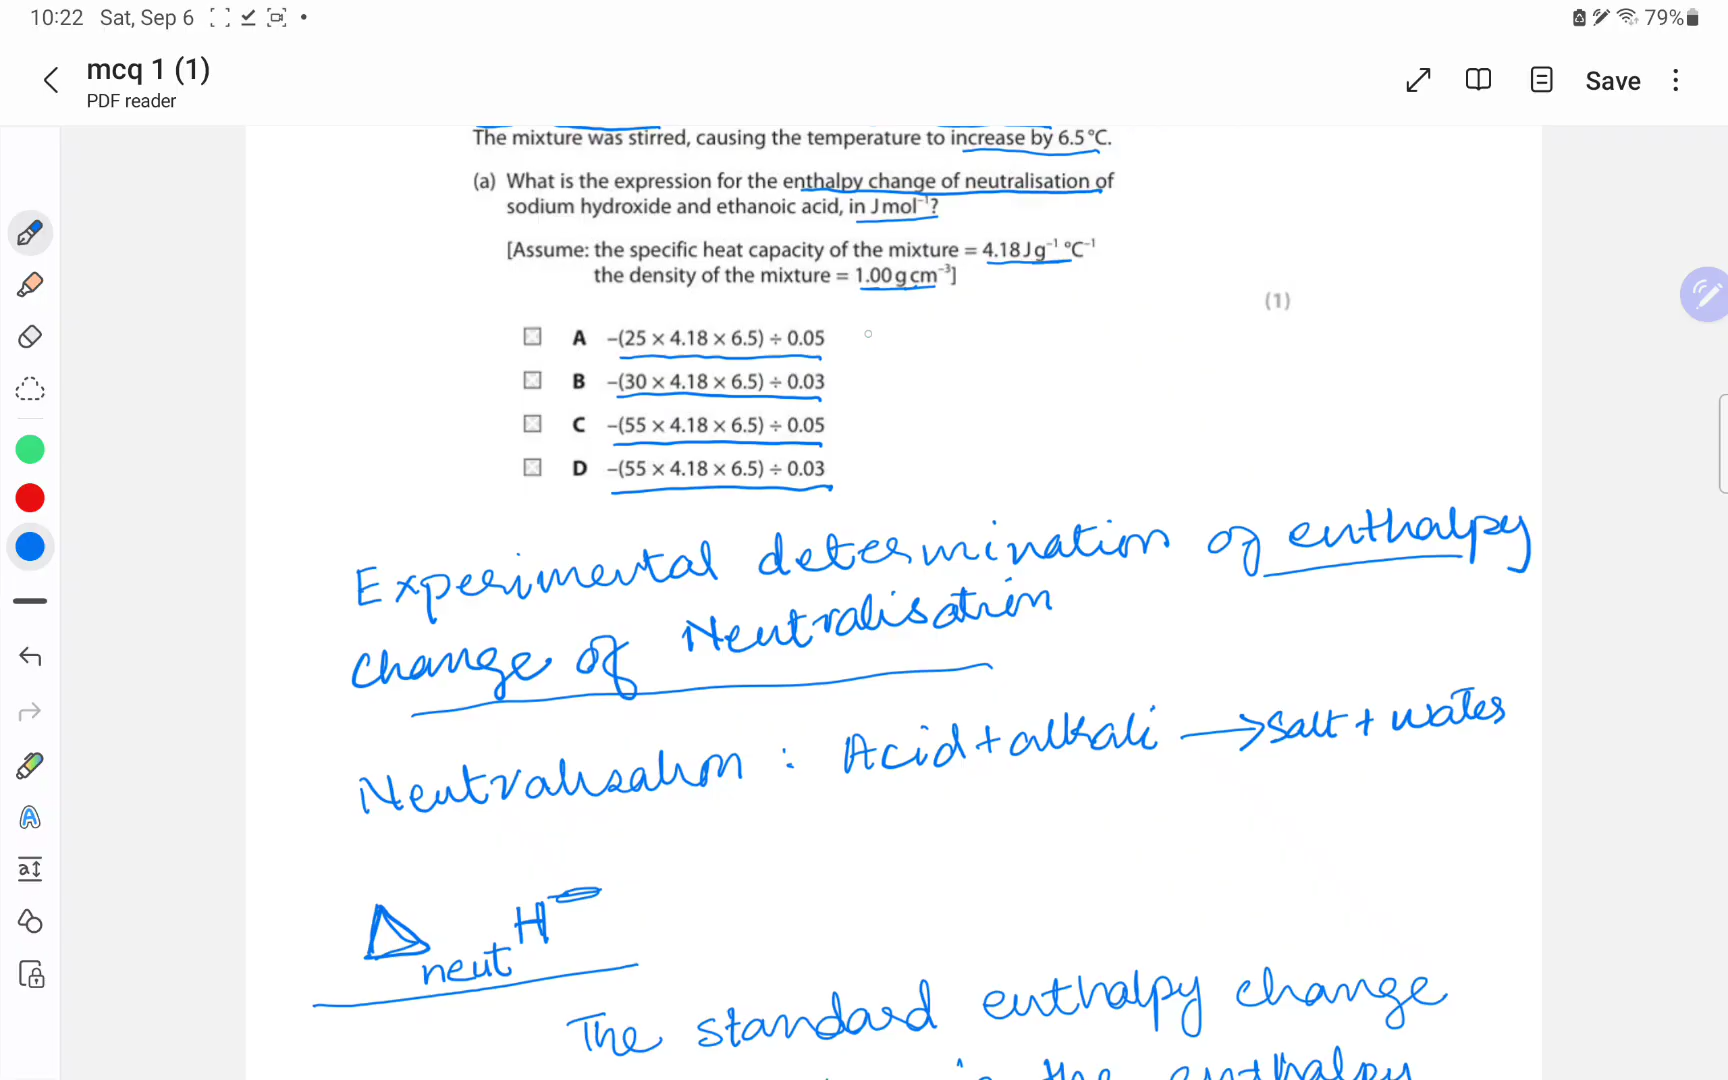 10:22 Sat, Sep 6 79%
mcq 1 (1)
PDF reader
Save
The mixture was stirred, causing the temperature to increase by 6.5 °C.
(a) What is the expression for the enthalpy change of neutralisation of
sodium hydroxide and ethanoic acid, in J mol⁻¹?
[Assume: the specific heat capacity of the mixture = 4.18 J g⁻¹ °C⁻¹
the density of the mixture = 1.00 g cm⁻³]
(1)
A –(25 × 4.18 × 6.5) ÷ 0.05
B –(30 × 4.18 × 6.5) ÷ 0.03
C –(55 × 4.18 × 6.5) ÷ 0.05
D –(55 × 4.18 × 6.5) ÷ 0.03
Experimental determination of enthalpy
change of Neutralisation
Neutralisation : Acid + alkali → Salt + water
Δneut H⦵
The standard enthalpy change
is the enthalpy